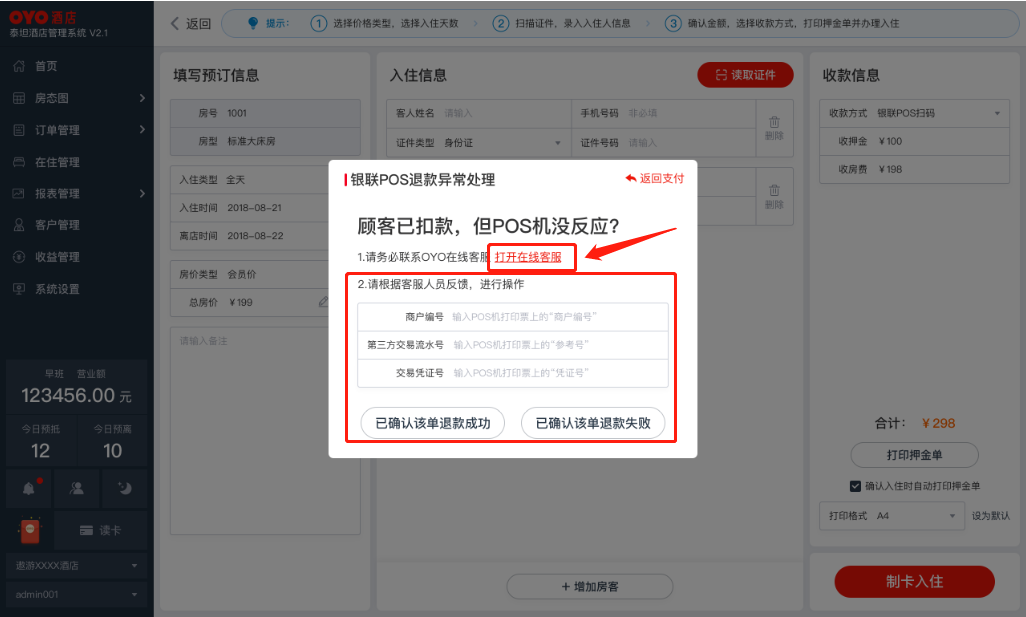 OYO 酒店
泰坦酒店管理系统 V2.1
首页
房态图
订单管理
在住管理
报表管理
客户管理
收益管理
系统设置
早班 营业额
123456.00 元
今日预抵 今日预离
12 10
读卡
遨游XXXX酒店
admin001
返回
提示: 1 选择价格类型，选择入住天数 2 扫描证件，录入入住人信息 3 确认金额，选择收款方式，打印押金单并办理入住
填写预订信息
房号 1001
房型 标准大床房
入住类型 全天
入住时间 2018-08-21
离店时间 2018-08-22
房价类型 会员价
总房价 ￥199
请输入备注
入住信息
读取证件
客人姓名 请输入 手机号码 非必填
证件类型 身份证 证件号码 请输入
删除
删除
增加房客
银联POS退款异常处理
返回支付
顾客已扣款，但POS机没反应？
1.请务必联系OYO在线客服 打开在线客服
2.请根据客服人员反馈，进行操作
商户编号 输入POS机打印票上的“商户编号”
第三方交易流水号 输入POS机打印票上的“参考号”
交易凭证号 输入POS机打印票上的“凭证号”
已确认该单退款成功 已确认该单退款失败
收款信息
收款方式 银联POS扫码
收押金 ￥100
收房费 ￥198
合计: ￥298
打印押金单
确认入住时自动打印押金单
打印格式 A4 设为默认
制卡入住